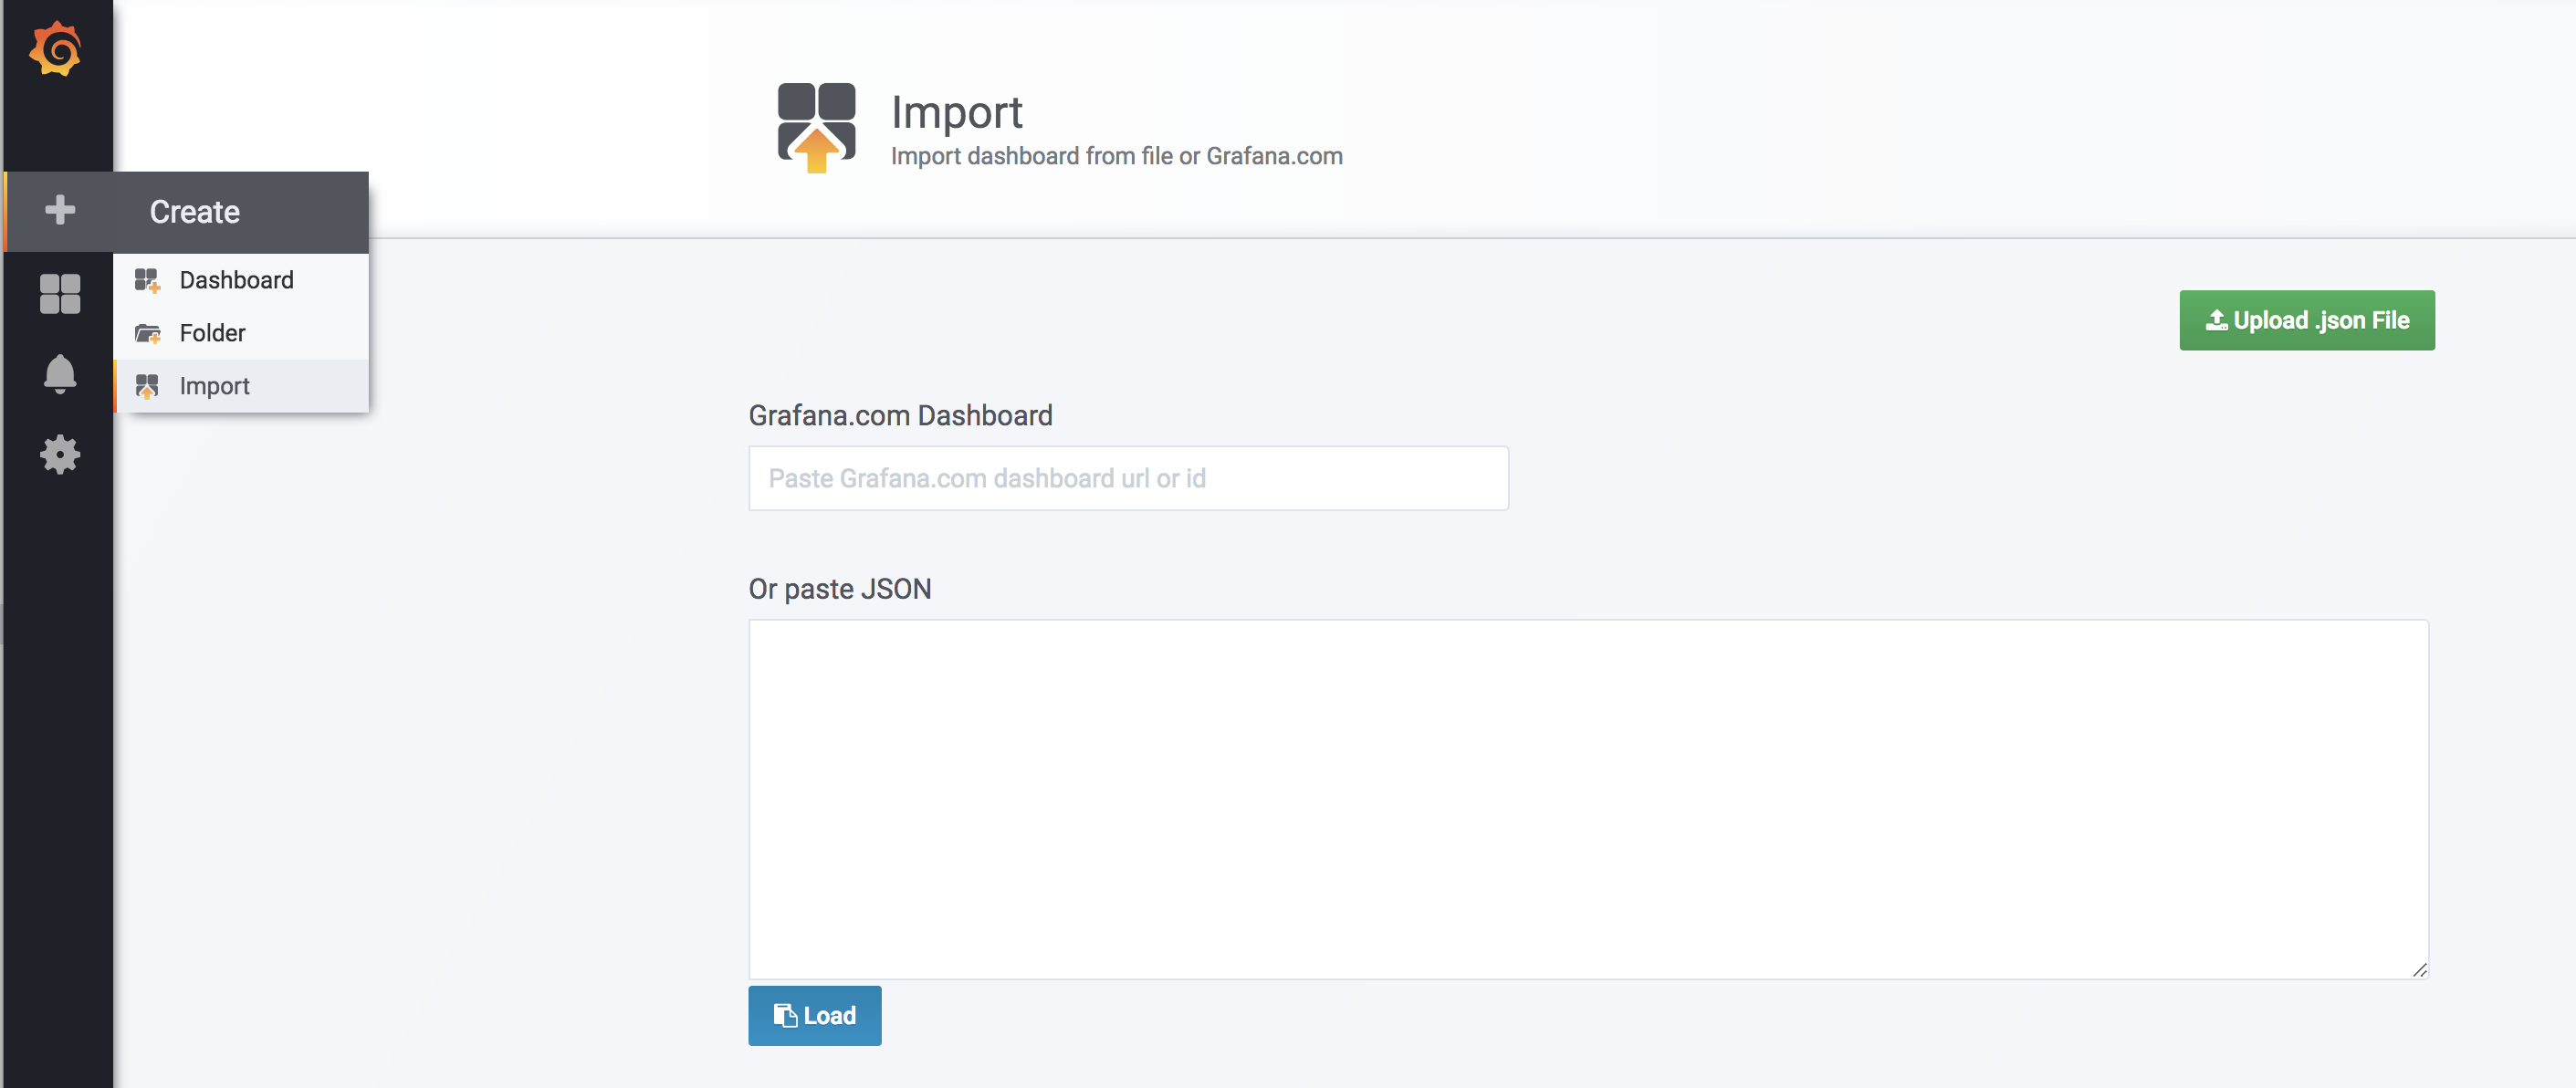 Import
Import dashboard from file or Grafana.com
Create
Dashboard
Folder
Import
Upload .json File
Grafana.com Dashboard
Paste Grafana.com dashboard url or id
Or paste JSON
Load